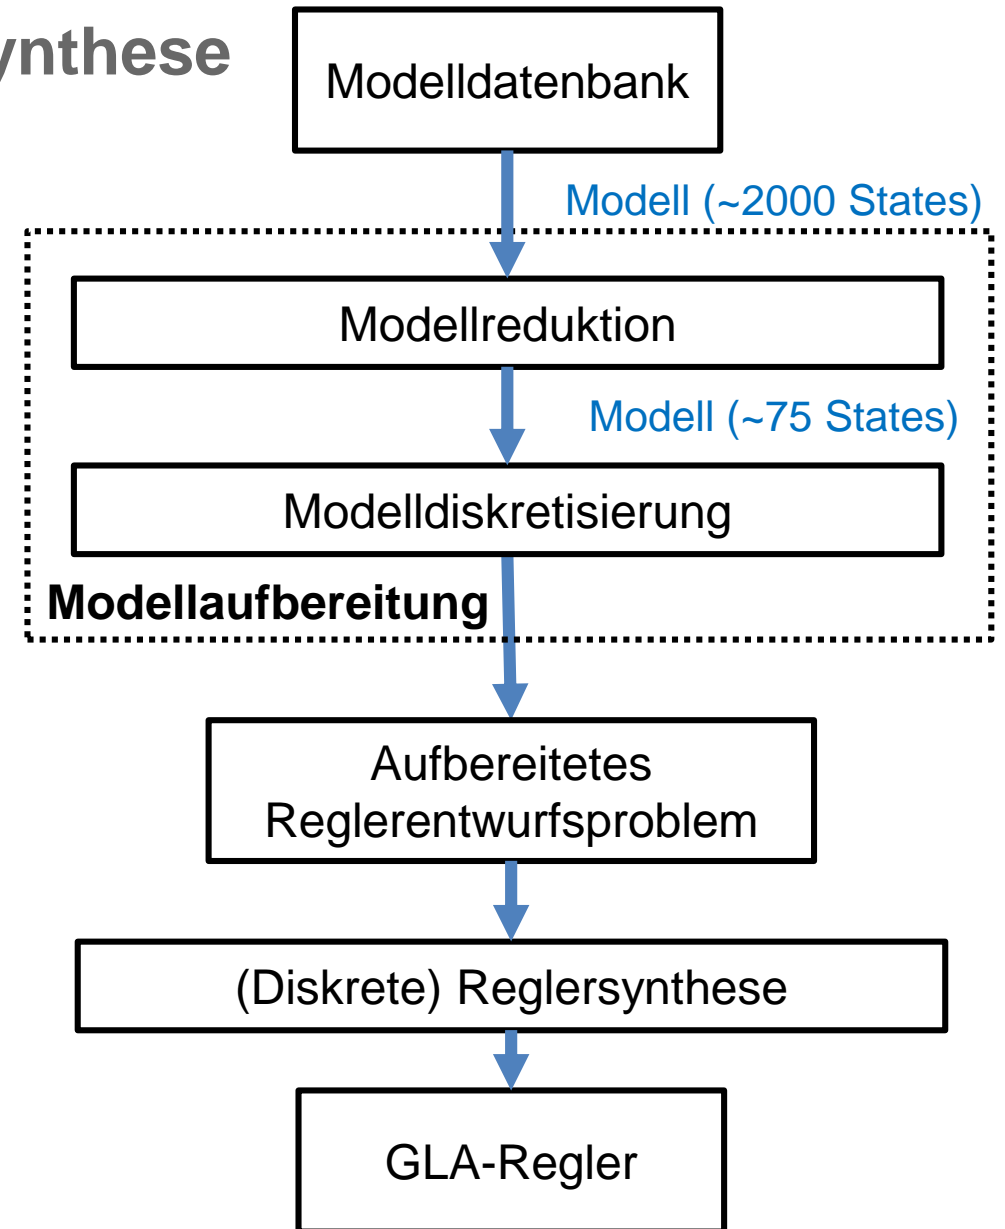 ynthese
Modelldatenbank
Modell (~2000 States)
Modellreduktion
Modell (~75 States)
Modelldiskretisierung
Modellaufbereitung
Aufbereitetes
Reglerentwurfsproblem
(Diskrete) Reglersynthese
GLA-Regler